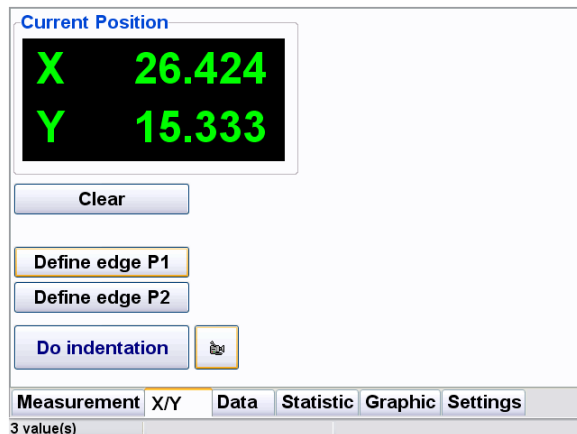 Current Position
X 26.424
Y 15.333
Clear
Define edge P1
Define edge P2
Do indentation
Measurement X/Y Data Statistic Graphic Settings
3 value(s)